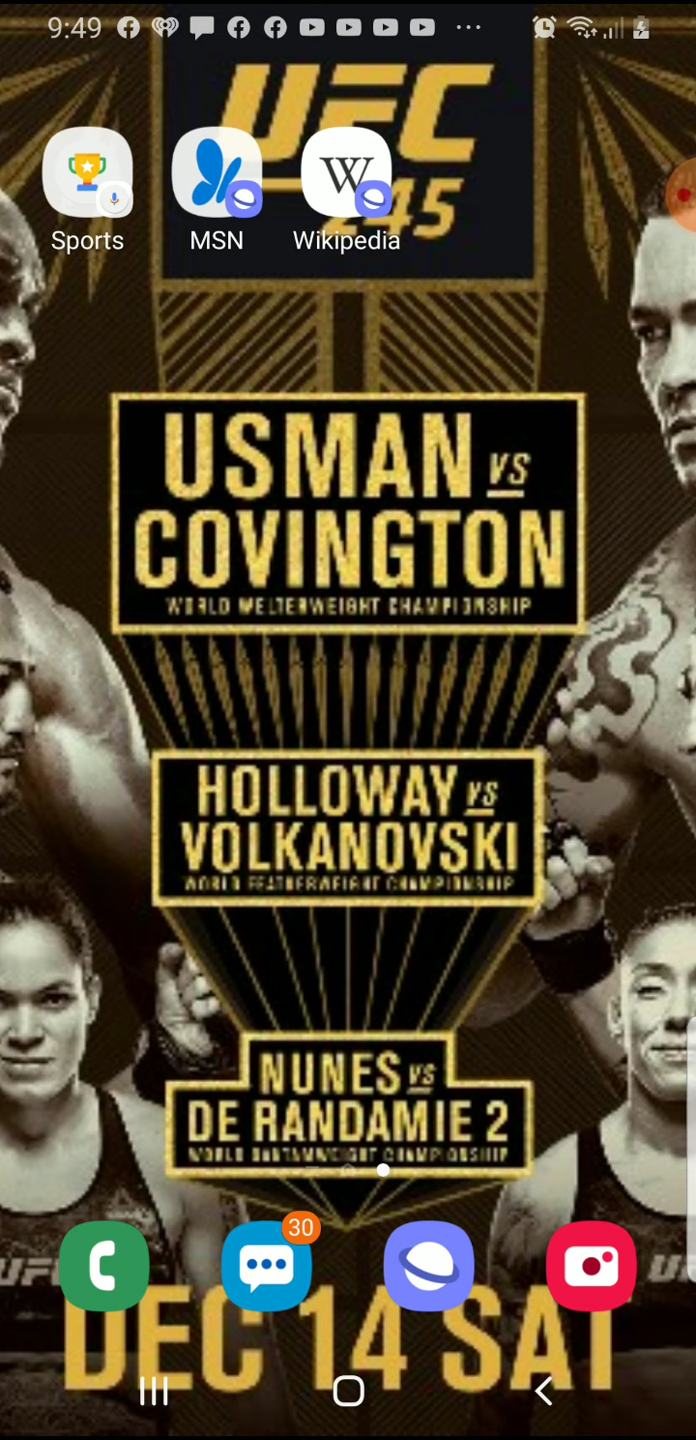 9:49
UFC
245
Sports
MSN
W
Wikipedia
USMAN VS
COVINGTON
WORLD WELTERWEIGHT CHAMPIONSHIP
HOLLOWAY VS
VOLKANOVSKI
WORLD FEATHERWEIGHT CHAMPIONSHIP
NUNES VS
DE RANDAMIE 2
WORLD BANTAMWEIGHT CHAMPIONSHIP
30
UFC
DEC 14 SAT